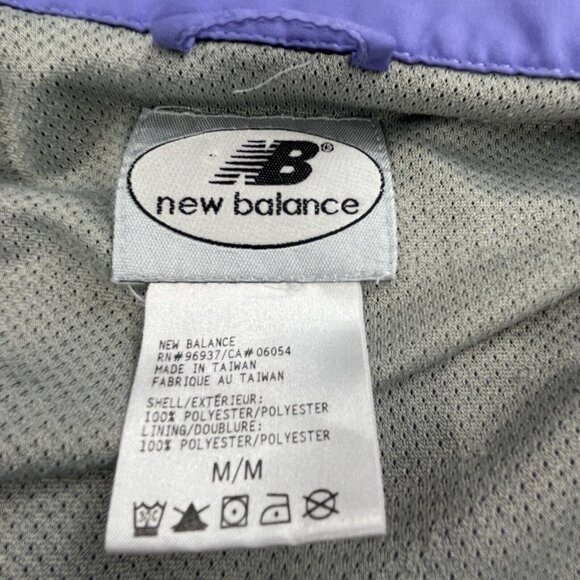 NB®
new balance
NEW BALANCE
RN#96937/CA# 06054
MADE IN TAIWAN
FABRIQUE AU TAIWAN
SHELL/EXTÉRIEUR:
100% POLYESTER/POLYESTER
LINING/DOUBLURE:
100% POLYESTER/POLYESTER
M/M